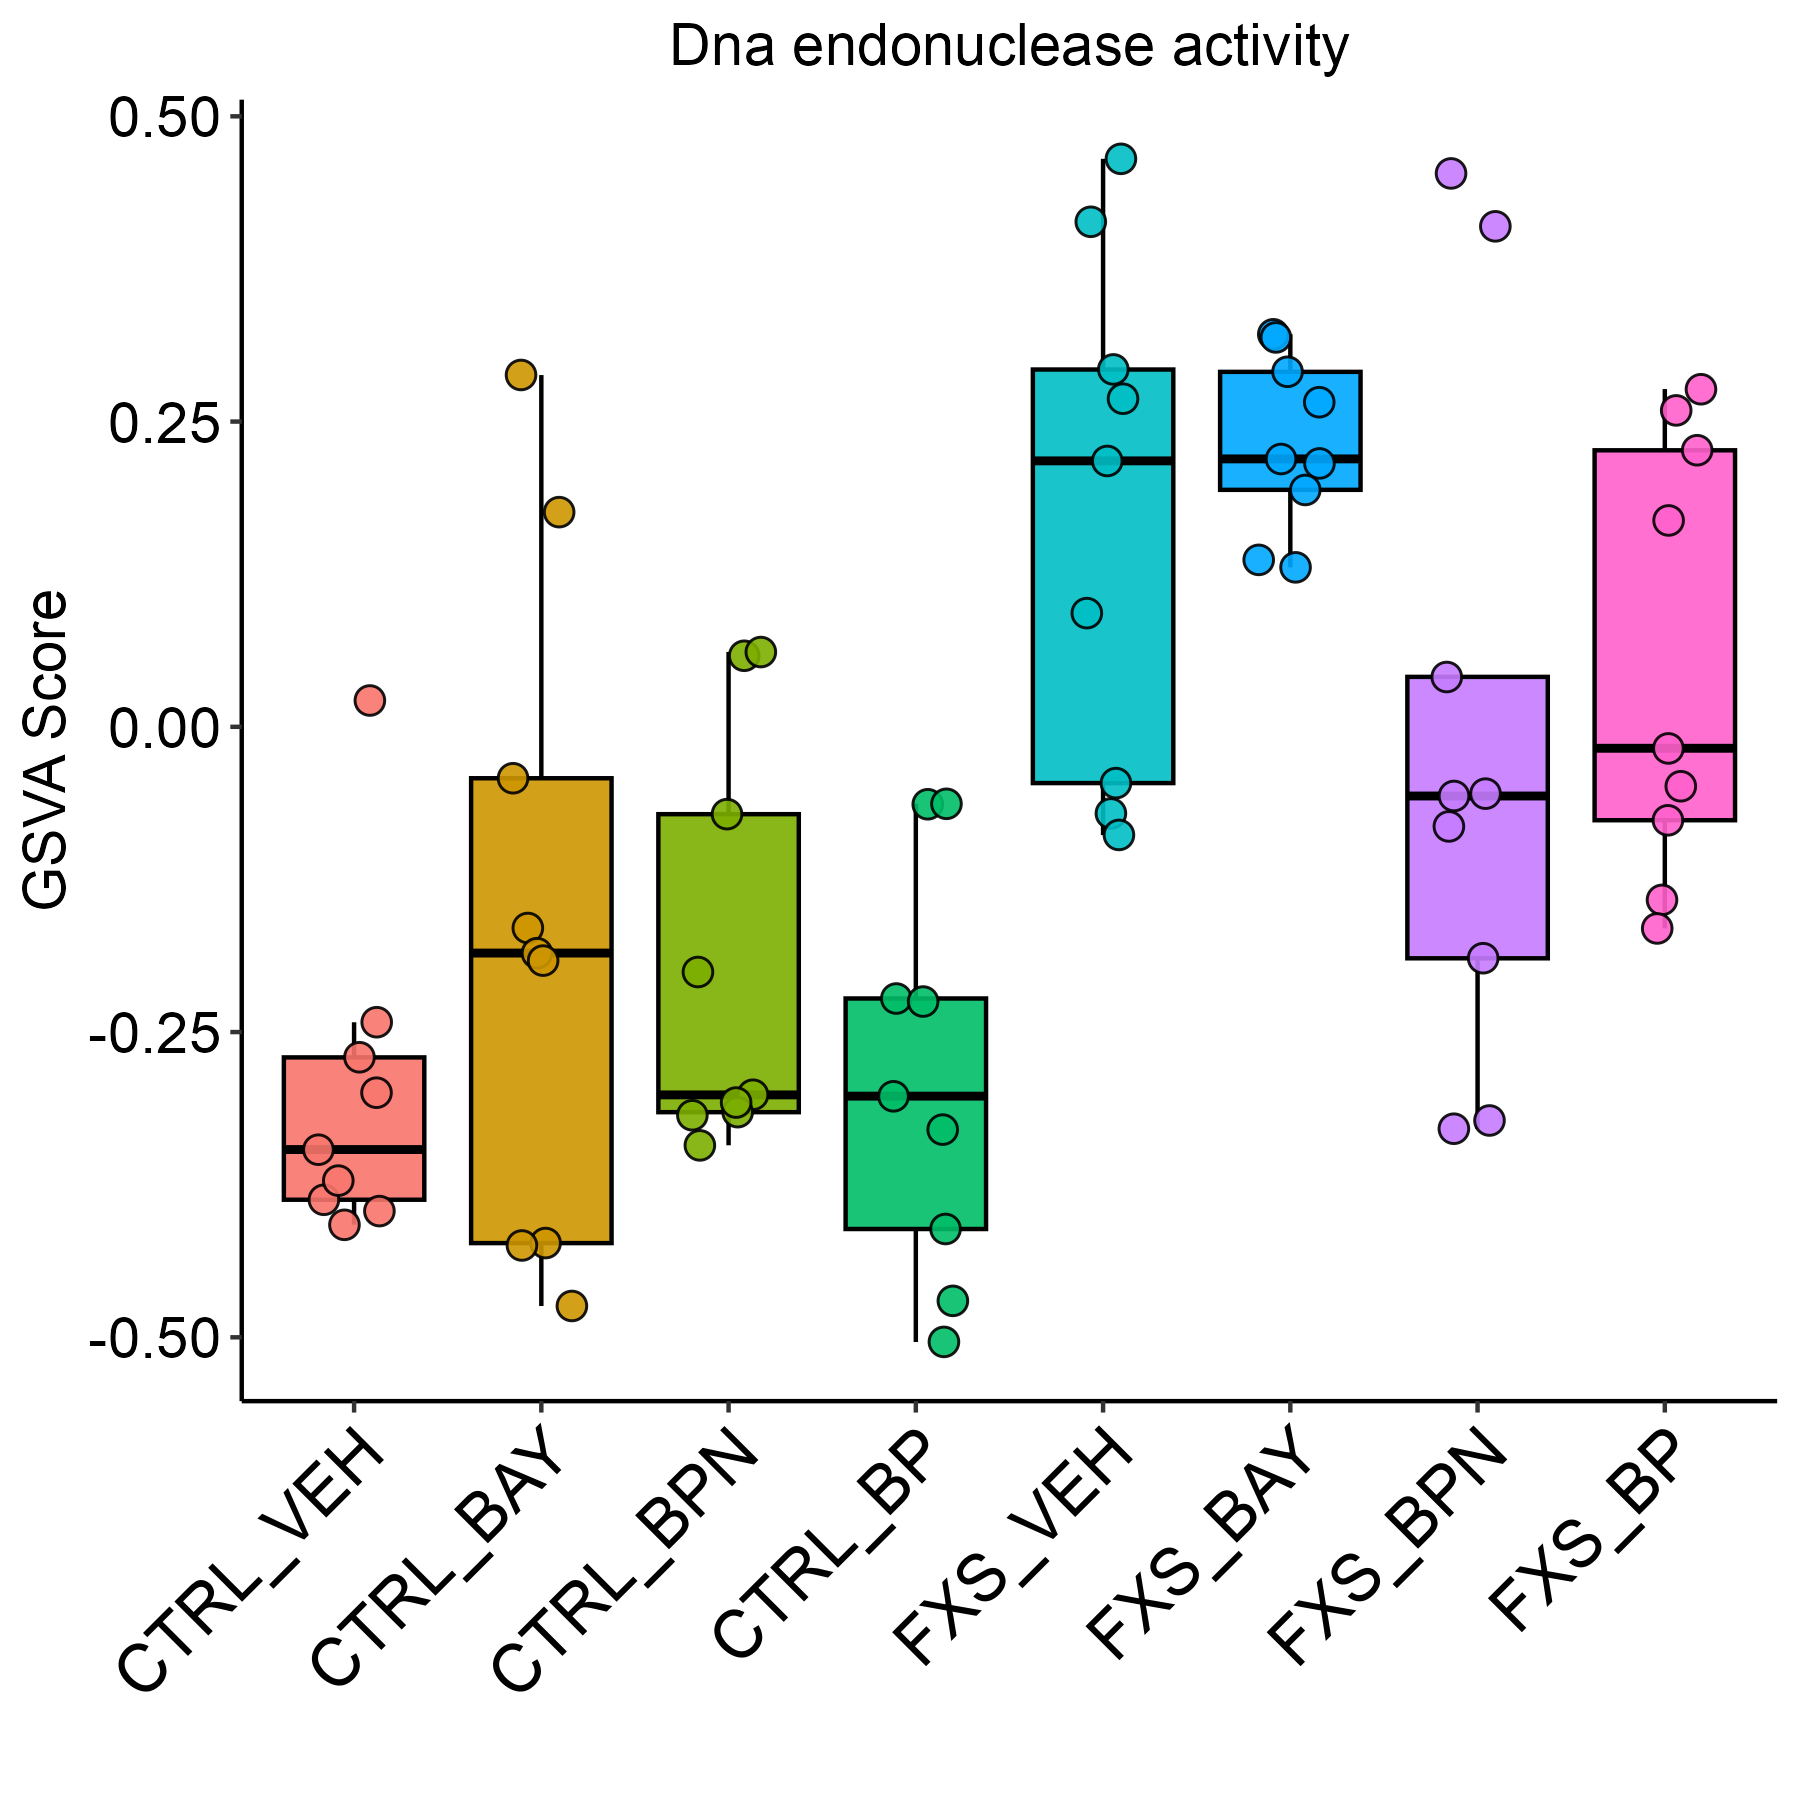 Dna endonuclease activity
GSVA Score
0.50
0.25
0.00
-0.25
-0.50
CTRL_VEH
CTRL_BAY
CTRL_BPN
CTRL_BP
FXS_VEH
FXS_BAY
FXS_BPN
FXS_BP